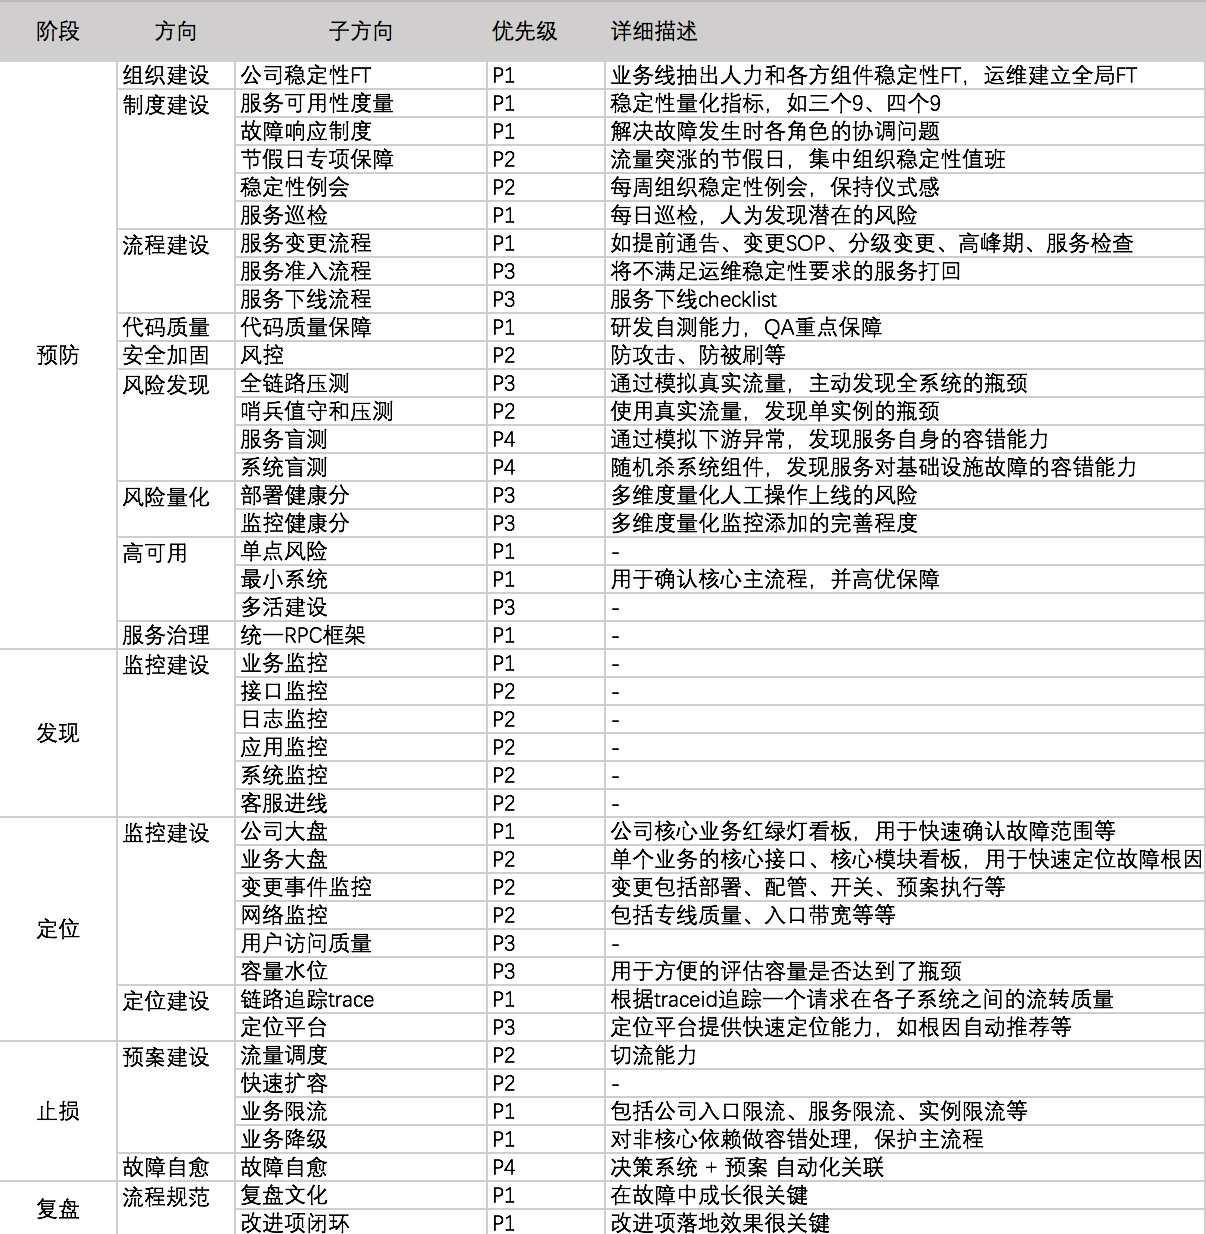 阶段 方向 子方向 优先级 详细描述
组织建设 公司稳定性FT P1 业务线抽出人力和各方组件稳定性FT，运维建立全局FT
制度建设 服务可用性度量 P1 稳定性量化指标，如三个9、四个9
故障响应制度 P1 解决故障发生时各角色的协调问题
节假日专项保障 P2 流量突涨的节假日，集中组织稳定性值班
稳定性例会 P2 每周组织稳定性例会，保持仪式感
服务巡检 P1 每日巡检，人为发现潜在的风险
流程建设 服务变更流程 P1 如提前通告、变更SOP、分级变更、高峰期、服务检查
服务准入流程 P3 将不满足运维稳定性要求的服务打回
服务下线流程 P3 服务下线checklist
代码质量 代码质量保障 P1 研发自测能力，QA重点保障
预防 安全加固 风控 P2 防攻击、防被刷等
风险发现 全链路压测 P3 通过模拟真实流量，主动发现全系统的瓶颈
哨兵值守和压测 P2 使用真实流量，发现单实例的瓶颈
服务盲测 P4 通过模拟下游异常，发现服务自身的容错能力
系统盲测 P4 随机杀系统组件，发现服务对基础设施故障的容错能力
风险量化 部署健康分 P3 多维度量化人工操作上线的风险
监控健康分 P3 多维度量化监控添加的完善程度
高可用 单点风险 P1 -
最小系统 P1 用于确认核心主流程，并高优保障
多活建设 P3 -
服务治理 统一RPC框架 P1 -
监控建设 业务监控 P1 -
接口监控 P2 -
日志监控 P2 -
发现 应用监控 P2 -
系统监控 P2 -
客服进线 P2 -
监控建设 公司大盘 P1 公司核心业务红绿灯看板，用于快速确认故障范围等
业务大盘 P2 单个业务的核心接口、核心模块看板，用于快速定位故障根因
变更事件监控 P2 变更包括部署、配管、开关、预案执行等
定位 网络监控 P2 包括专线质量、入口带宽等等
用户访问质量 P3 -
容量水位 P3 用于方便的评估容量是否达到了瓶颈
定位建设 链路追踪trace P1 根据traceid追踪一个请求在各子系统之间的流转质量
定位平台 P3 定位平台提供快速定位能力，如根因自动推荐等
预案建设 流量调度 P2 切流能力
快速扩容 P2 -
止损 业务限流 P1 包括公司入口限流、服务限流、实例限流等
业务降级 P1 对非核心依赖做容错处理，保护主流程
故障自愈 故障自愈 P4 决策系统 + 预案 自动化关联
复盘 流程规范 复盘文化 P1 在故障中成长很关键
改进项闭环 P1 改进项落地效果很关键